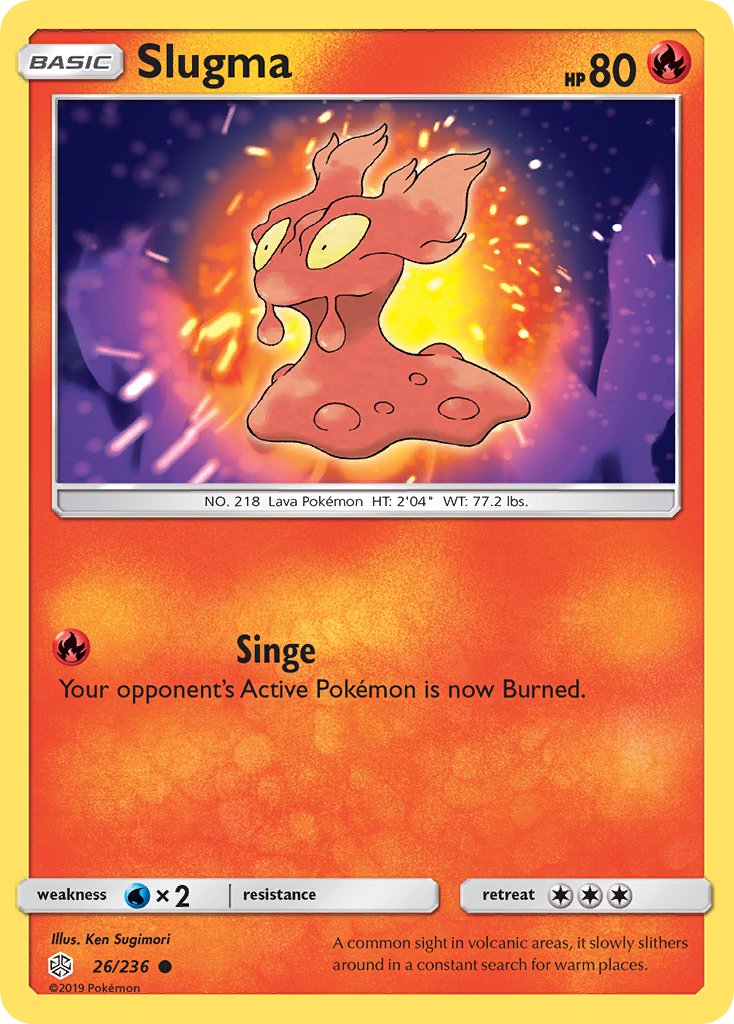 BASIC
Slugma
HP 80
NO. 218 Lava Pokémon HT: 2'04" WT: 77.2 lbs.
Singe
Your opponent's Active Pokémon is now Burned.
weakness × 2 resistance retreat
Illus. Ken Sugimori
26/236
©2019 Pokémon
A common sight in volcanic areas, it slowly slithers
around in a constant search for warm places.